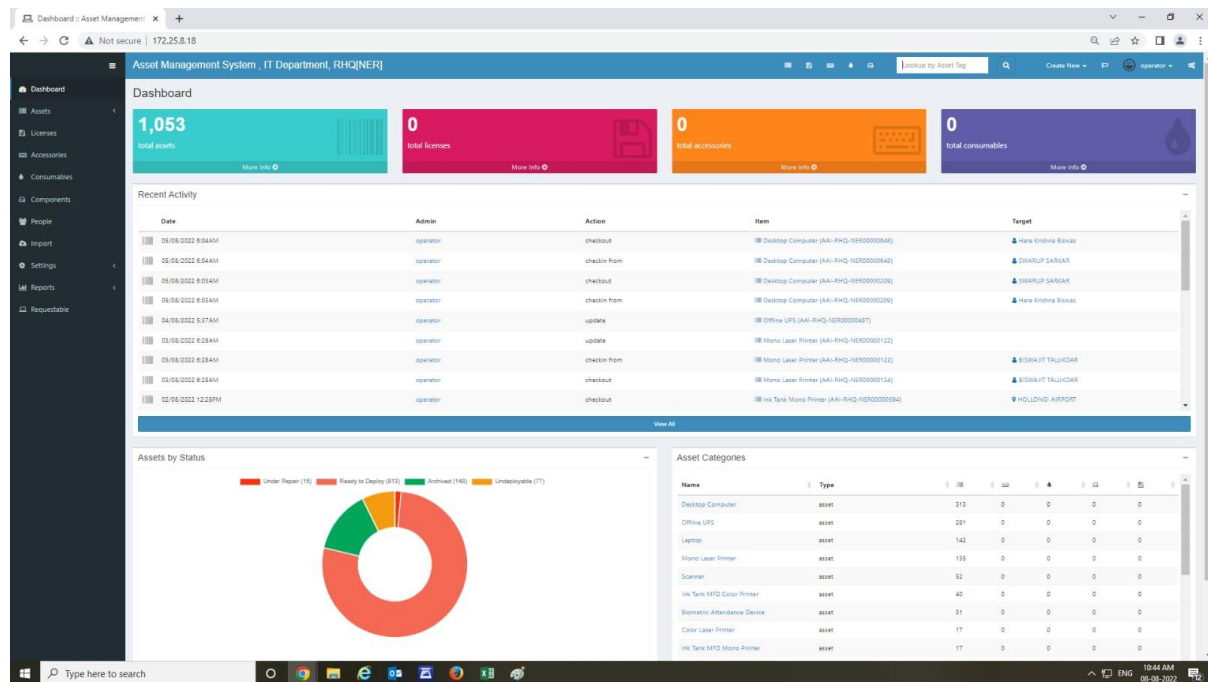 Dashboard :: Asset Management
Not secure | 172.25.8.18
Asset Management System , IT Department, RHQ[NER]
Lookup by Asset Tag
Create New
operator
Dashboard
Assets
Licenses
Accessories
Consumables
Components
People
Import
Settings
Reports
Requestable
Dashboard
1,053
total assets
More Info
0
total licenses
More Info
0
total accessories
More Info
0
total consumables
More Info
Recent Activity
Date Admin Action Item Target
05/08/2022 6:04AM operator checkout Desktop Computer (AAI-RHQ-NER00000648) Hare Krishna Biswas
05/08/2022 6:04AM operator checkin from Desktop Computer (AAI-RHQ-NER00000648) SWARUP SARKAR
05/08/2022 6:03AM operator checkout Desktop Computer (AAI-RHQ-NER00000209) SWARUP SARKAR
05/08/2022 6:03AM operator checkin from Desktop Computer (AAI-RHQ-NER00000209) Hare Krishna Biswas
04/08/2022 5:37AM operator update Offline UPS (AAI-RHQ-NER00000487)
03/08/2022 6:28AM operator update Mono Laser Printer (AAI-RHQ-NER00000122)
03/08/2022 6:28AM operator checkin from Mono Laser Printer (AAI-RHQ-NER00000122) BISWAJIT TALUKDAR
03/08/2022 6:28AM operator checkout Mono Laser Printer (AAI-RHQ-NER00000124) BISWAJIT TALUKDAR
02/08/2022 12:28PM operator checkout Ink Tank Mono Printer (AAI-RHQ-NER00000594) HOLLONGI AIRPORT
View All
Assets by Status
Under Repair (15) Ready to Deploy (813) Archived (148) Undeployable (77)
Asset Categories
Name Type
Desktop Computer asset 313 0 0 0 0
Offline UPS asset 281 0 0 0 0
Laptop asset 142 0 0 0 0
Mono Laser Printer asset 135 0 0 0 0
Scanner asset 52 0 0 0 0
Ink Tank MFD Color Printer asset 40 0 0 0 0
Biometric Attendance Device asset 31 0 0 0 0
Color Laser Printer asset 17 0 0 0 0
Ink Tank MFD Mono Printer asset 17 0 0 0 0
Type here to search
ENG
10:44 AM
08-08-2022